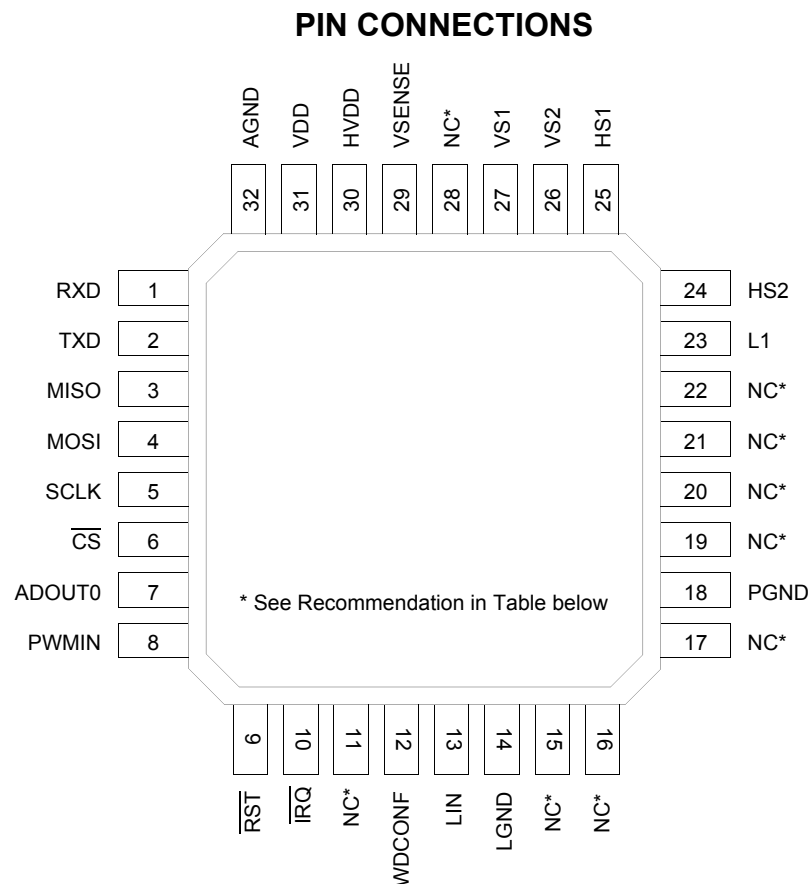 PIN CONNECTIONS
AGND
VDD
HVDD
VSENSE
NC*
VS1
VS2
HS1
32
31
30
29
28
27
26
25
RXD 1
TXD 2
MISO 3
MOSI 4
SCLK 5
C̅S̅ 6
ADOUT0 7
PWMIN 8
24 HS2
23 L1
22 NC*
21 NC*
20 NC*
19 NC*
18 PGND
17 NC*
* See Recommendation in Table below
9
10
11
12
13
14
15
16
R̅S̅T̅
I̅R̅Q̅
NC*
WDCONF
LIN
LGND
NC*
NC*